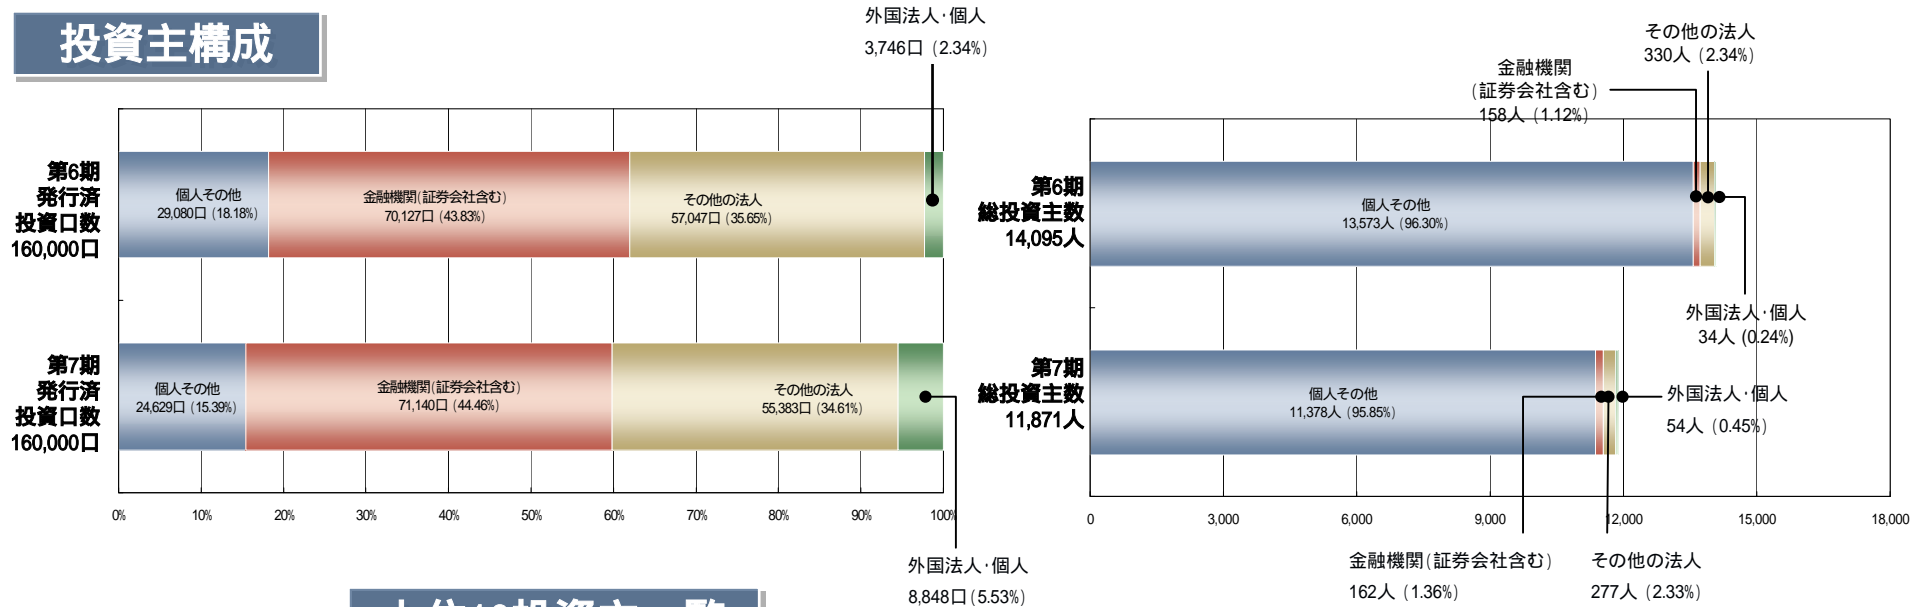 投資主構成
外国法人･個人
3,746口 (2.34%)
第6期
発行済
投資口数
160,000口
個人その他
29,080口 (18.18%)
金融機関(証券会社含む)
70,127口 (43.83%)
その他の法人
57,047口 (35.65%)
第7期
発行済
投資口数
160,000口
個人その他
24,629口 (15.39%)
金融機関(証券会社含む)
71,140口 (44.46%)
その他の法人
55,383口 (34.61%)
0% 10% 20% 30% 40% 50% 60% 70% 80% 90% 100%
外国法人･個人
8,848口(5.53%)
その他の法人
330人 (2.34%)
金融機関
(証券会社含む)
158人 (1.12%)
第6期
総投資主数
14,095人
個人その他
13,573人 (96.30%)
外国法人･個人
34人 (0.24%)
第7期
総投資主数
11,871人
個人その他
11,378人 (95.85%)
外国法人･個人
54人 (0.45%)
0 3,000 6,000 9,000 12,000 15,000 18,000
金融機関(証券会社含む)
162人 (1.36%)
その他の法人
277人 (2.33%)